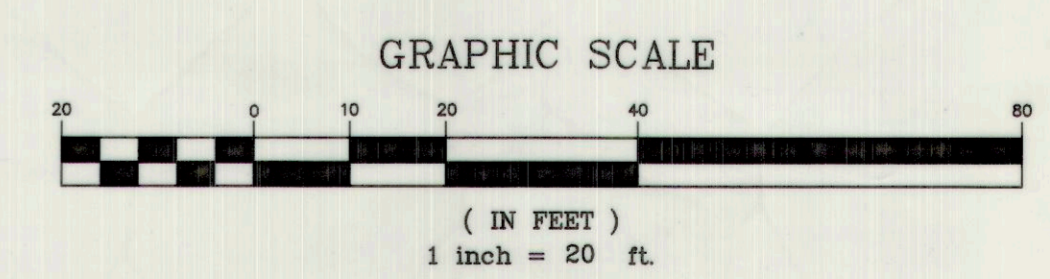 GRAPHIC SCALE
20 0 10 20 40 80
( IN FEET )
1 inch = 20 ft.